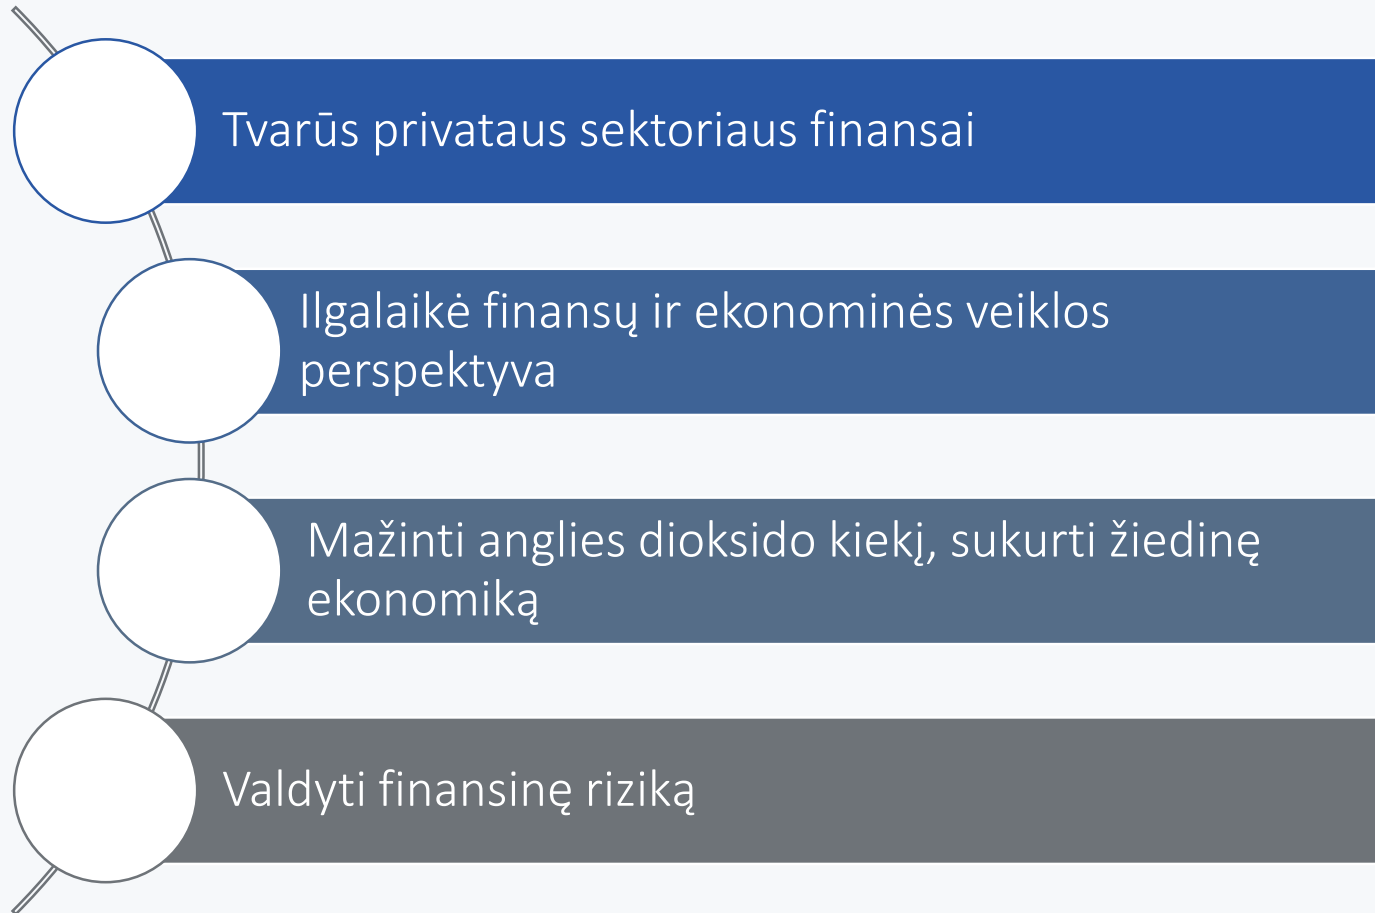 Tvarūs privataus sektoriaus finansai
Ilgalaikė finansų ir ekonominės veiklos
perspektyva
Mažinti anglies dioksido kiekį, sukurti žiedinę
ekonomiką
Valdyti finansinę riziką